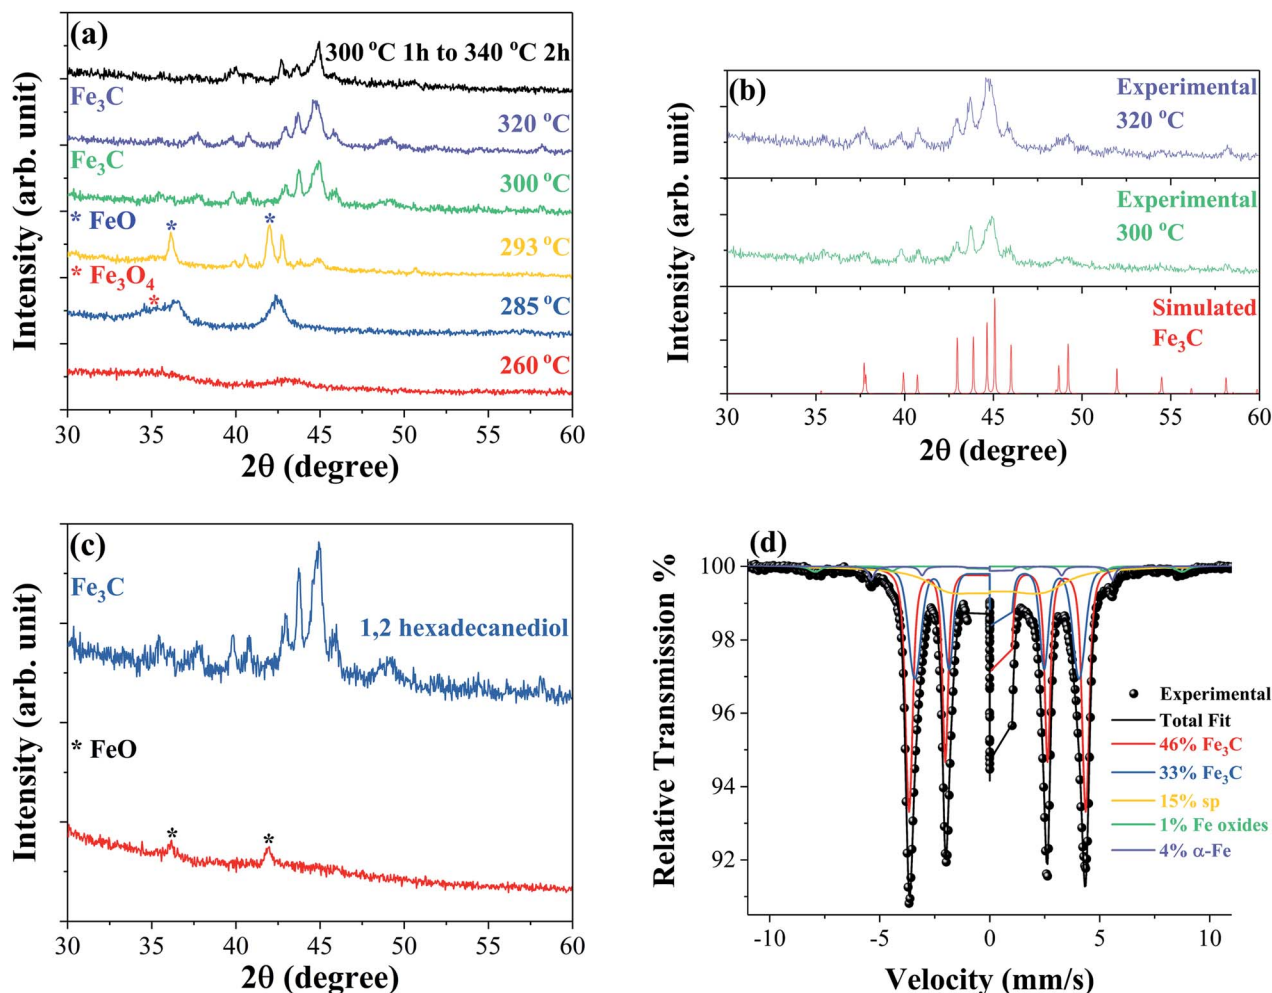 (a)
300 °C 1h to 340 °C 2h
Fe₃C
320 °C
Fe₃C
300 °C
* FeO
* *
293 °C
* Fe₃O₄
*
285 °C
260 °C
Intensity (arb. unit)
30 35 40 45 50 55 60
2θ (degree)
(b)
Experimental
320 °C
Experimental
300 °C
Simulated
Fe₃C
Intensity (arb. unit)
30 35 40 45 50 55 60
2θ (degree)
(c)
Fe₃C
1,2 hexadecanediol
* FeO
* *
Intensity (arb. unit)
30 35 40 45 50 55 60
2θ (degree)
(d)
100
98
96
94
92
Relative Transmission %
Experimental
Total Fit
46% Fe₃C
33% Fe₃C
15% sp
1% Fe oxides
4% α-Fe
-10 -5 0 5 10
Velocity (mm/s)